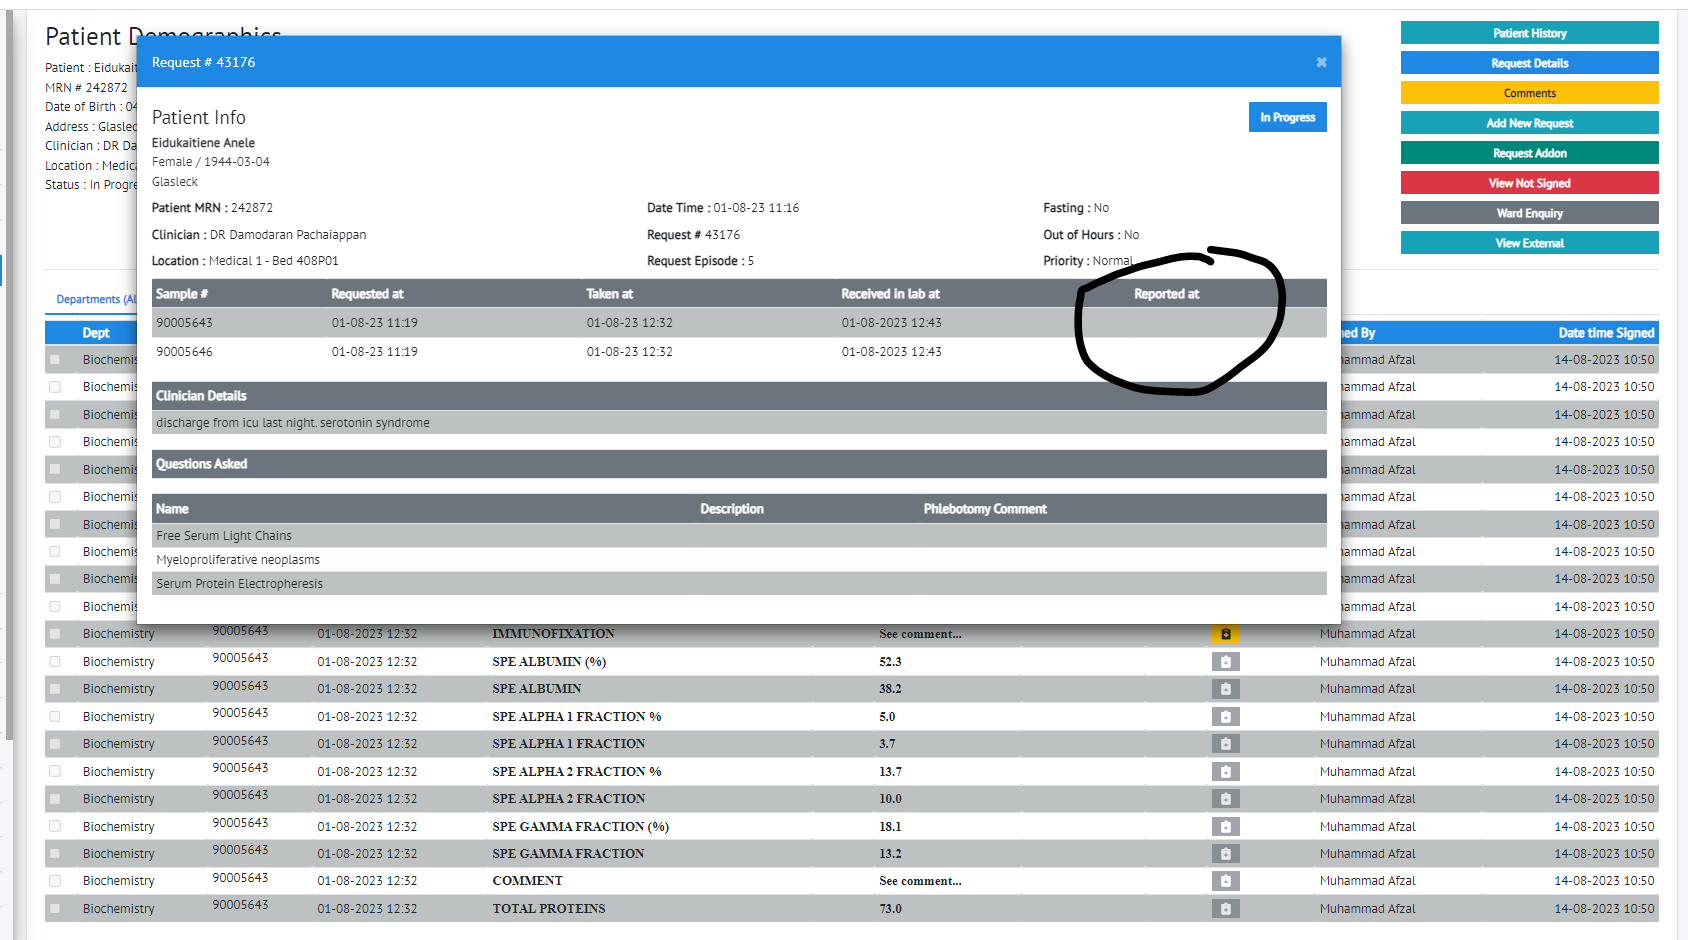 Patient Demographics
Patient : Eidukait
MRN # 242872
Date of Birth : 04
Address : Glaslec
Clinician : DR Da
Location : Medic
Status : In Progre
Patient History
Request Details
Comments
Add New Request
Request Addon
View Not Signed
Ward Enquiry
View External
Request # 43176
Patient Info
In Progress
Eidukaitiene Anele
Female / 1944-03-04
Glasleck
Patient MRN : 242872 Date Time : 01-08-23 11:16 Fasting : No
Clinician : DR Damodaran Pachaiappan Request # 43176 Out of Hours : No
Location : Medical 1 - Bed 408P01 Request Episode : 5 Priority : Normal
Sample # Requested at Taken at Received in lab at Reported at
90005643 01-08-23 11:19 01-08-23 12:32 01-08-2023 12:43
90005646 01-08-23 11:19 01-08-23 12:32 01-08-2023 12:43
Clinician Details
discharge from icu last night. serotonin syndrome
Questions Asked
Name Description Phlebotomy Comment
Free Serum Light Chains
Myeloproliferative neoplasms
Serum Protein Electropheresis
Departments (AL
Dept ned By Date time Signed
Biochemis ammad Afzal 14-08-2023 10:50
Biochemis ammad Afzal 14-08-2023 10:50
Biochemis ammad Afzal 14-08-2023 10:50
Biochemis ammad Afzal 14-08-2023 10:50
Biochemis ammad Afzal 14-08-2023 10:50
Biochemis ammad Afzal 14-08-2023 10:50
Biochemis ammad Afzal 14-08-2023 10:50
Biochemis ammad Afzal 14-08-2023 10:50
Biochemis ammad Afzal 14-08-2023 10:50
Biochemis ammad Afzal 14-08-2023 10:50
Biochemistry 90005643 01-08-2023 12:32 IMMUNOFIXATION See comment... Muhammad Afzal 14-08-2023 10:50
Biochemistry 90005643 01-08-2023 12:32 SPE ALBUMIN (%) 52.3 Muhammad Afzal 14-08-2023 10:50
Biochemistry 90005643 01-08-2023 12:32 SPE ALBUMIN 38.2 Muhammad Afzal 14-08-2023 10:50
Biochemistry 90005643 01-08-2023 12:32 SPE ALPHA 1 FRACTION % 5.0 Muhammad Afzal 14-08-2023 10:50
Biochemistry 90005643 01-08-2023 12:32 SPE ALPHA 1 FRACTION 3.7 Muhammad Afzal 14-08-2023 10:50
Biochemistry 90005643 01-08-2023 12:32 SPE ALPHA 2 FRACTION % 13.7 Muhammad Afzal 14-08-2023 10:50
Biochemistry 90005643 01-08-2023 12:32 SPE ALPHA 2 FRACTION 10.0 Muhammad Afzal 14-08-2023 10:50
Biochemistry 90005643 01-08-2023 12:32 SPE GAMMA FRACTION (%) 18.1 Muhammad Afzal 14-08-2023 10:50
Biochemistry 90005643 01-08-2023 12:32 SPE GAMMA FRACTION 13.2 Muhammad Afzal 14-08-2023 10:50
Biochemistry 90005643 01-08-2023 12:32 COMMENT See comment... Muhammad Afzal 14-08-2023 10:50
Biochemistry 90005643 01-08-2023 12:32 TOTAL PROTEINS 73.0 Muhammad Afzal 14-08-2023 10:50